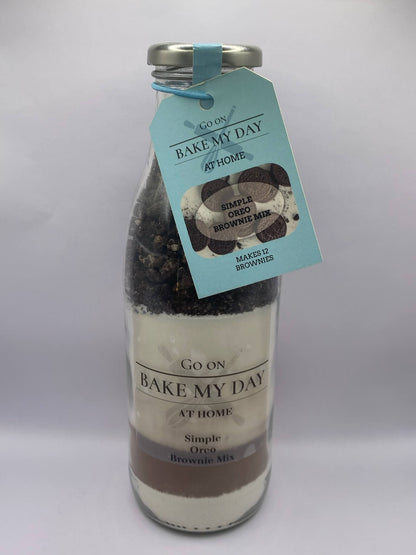 Go on
BAKE MY DAY
AT HOME
SIMPLE
OREO
BROWNIE MIX
MAKES 12
BROWNIES
Go on
BAKE MY DAY
AT HOME
Simple
Oreo
Brownie Mix